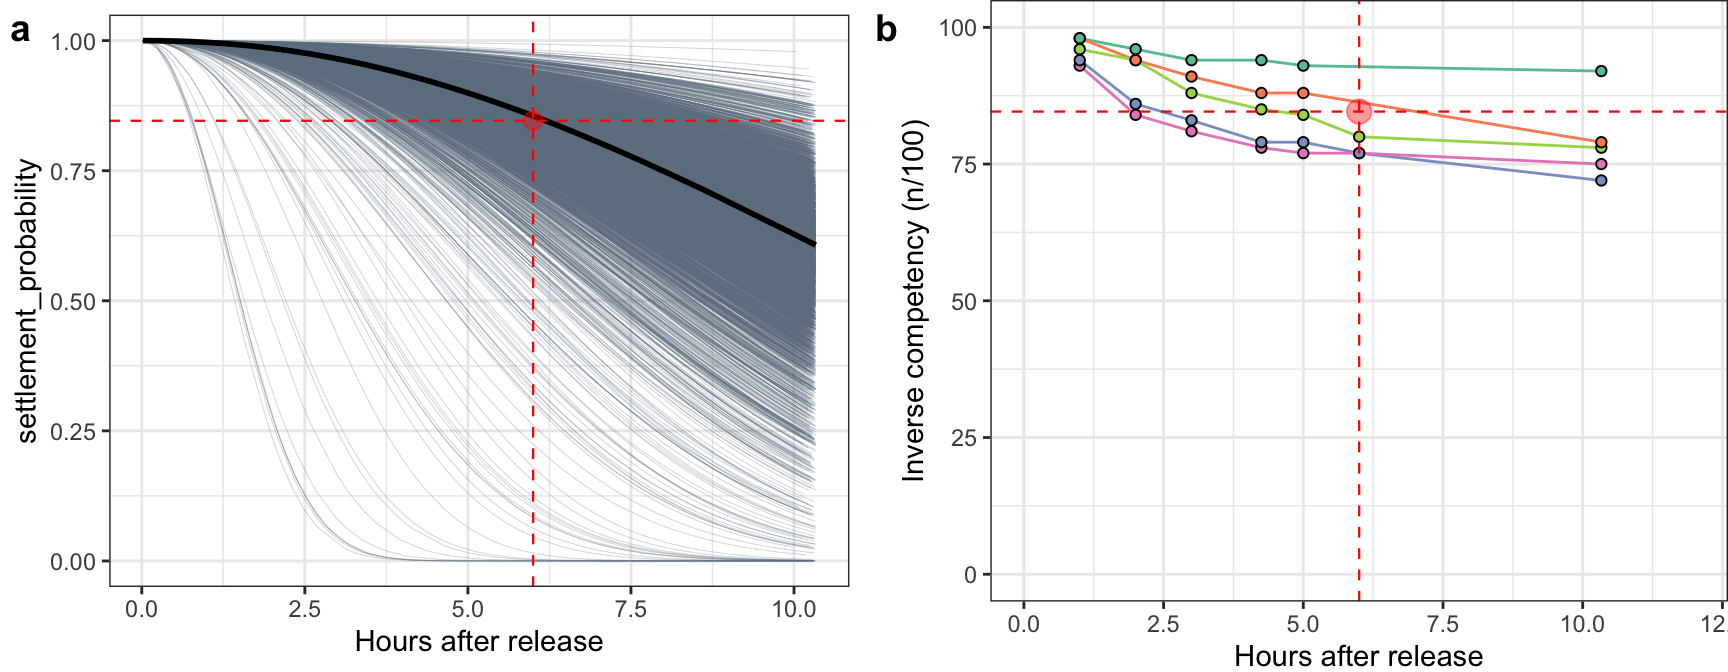 a
settlement_probability
1.00
0.75
0.50
0.25
0.00
0.0 2.5 5.0 7.5 10.0
Hours after release
b
Inverse competency (n/100)
100
75
50
25
0
0.0 2.5 5.0 7.5 10.0 12.
Hours after release